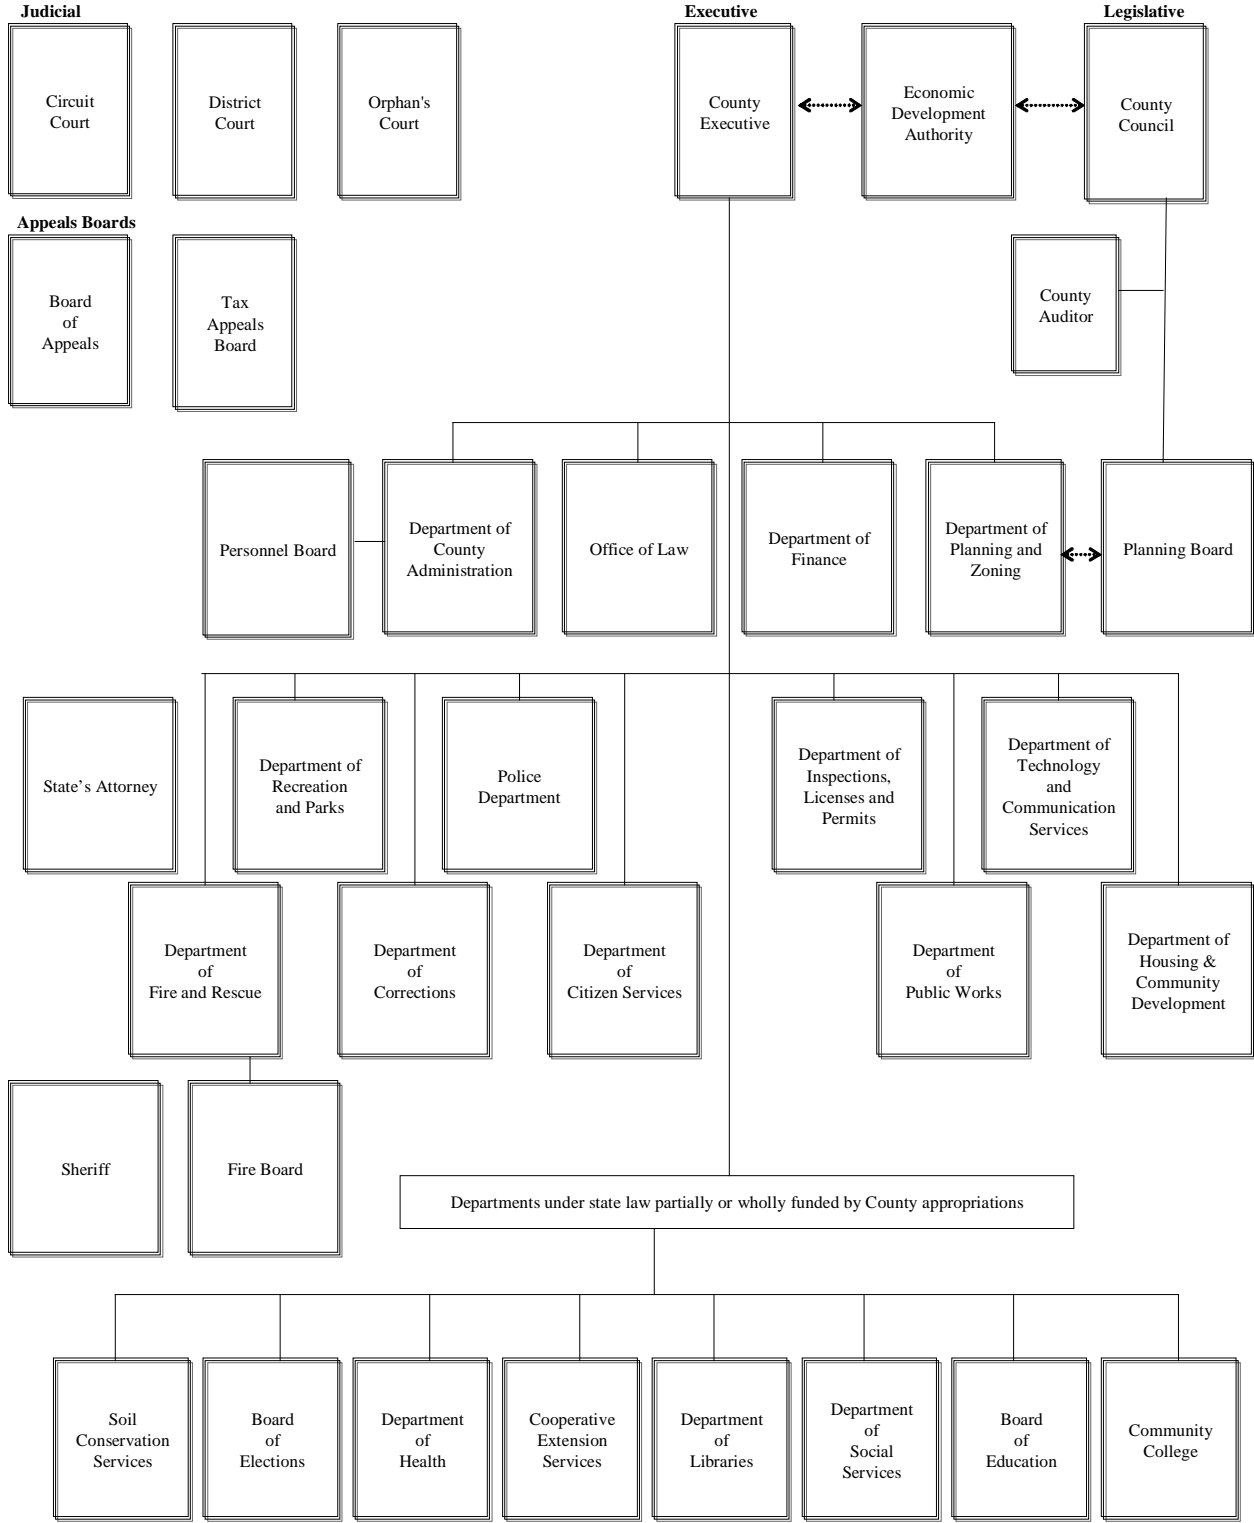 Judicial
Executive
Legislative
Circuit
Court
District
Court
Orphan's
Court
County
Executive
Economic
Development
Authority
County
Council
Appeals Boards
Board
of
Appeals
Tax
Appeals
Board
County
Auditor
Personnel Board
Department of
County
Administration
Office of Law
Department of
Finance
Department of
Planning and
Zoning
Planning Board
State's Attorney
Department of
Recreation
and Parks
Police
Department
Department of
Inspections,
Licenses and
Permits
Department of
Technology
and
Communication
Services
Department
of
Fire and Rescue
Department
of
Corrections
Department
of
Citizen Services
Department
of
Public Works
Department of
Housing &
Community
Development
Sheriff
Fire Board
Departments under state law partially or wholly funded by County appropriations
Soil
Conservation
Services
Board
of
Elections
Department
of
Health
Cooperative
Extension
Services
Department
of
Libraries
Department
of
Social
Services
Board
of
Education
Community
College